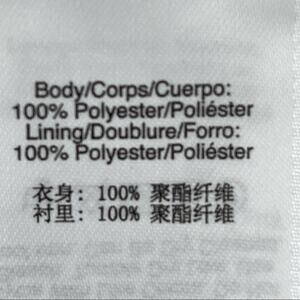 Body/Corps/Cuerpo:
100% Polyester/Poliéster
Lining/Doublure/Forro:
100% Polyester/Poliéster
衣身: 100% 聚酯纤维
衬里: 100% 聚酯纤维